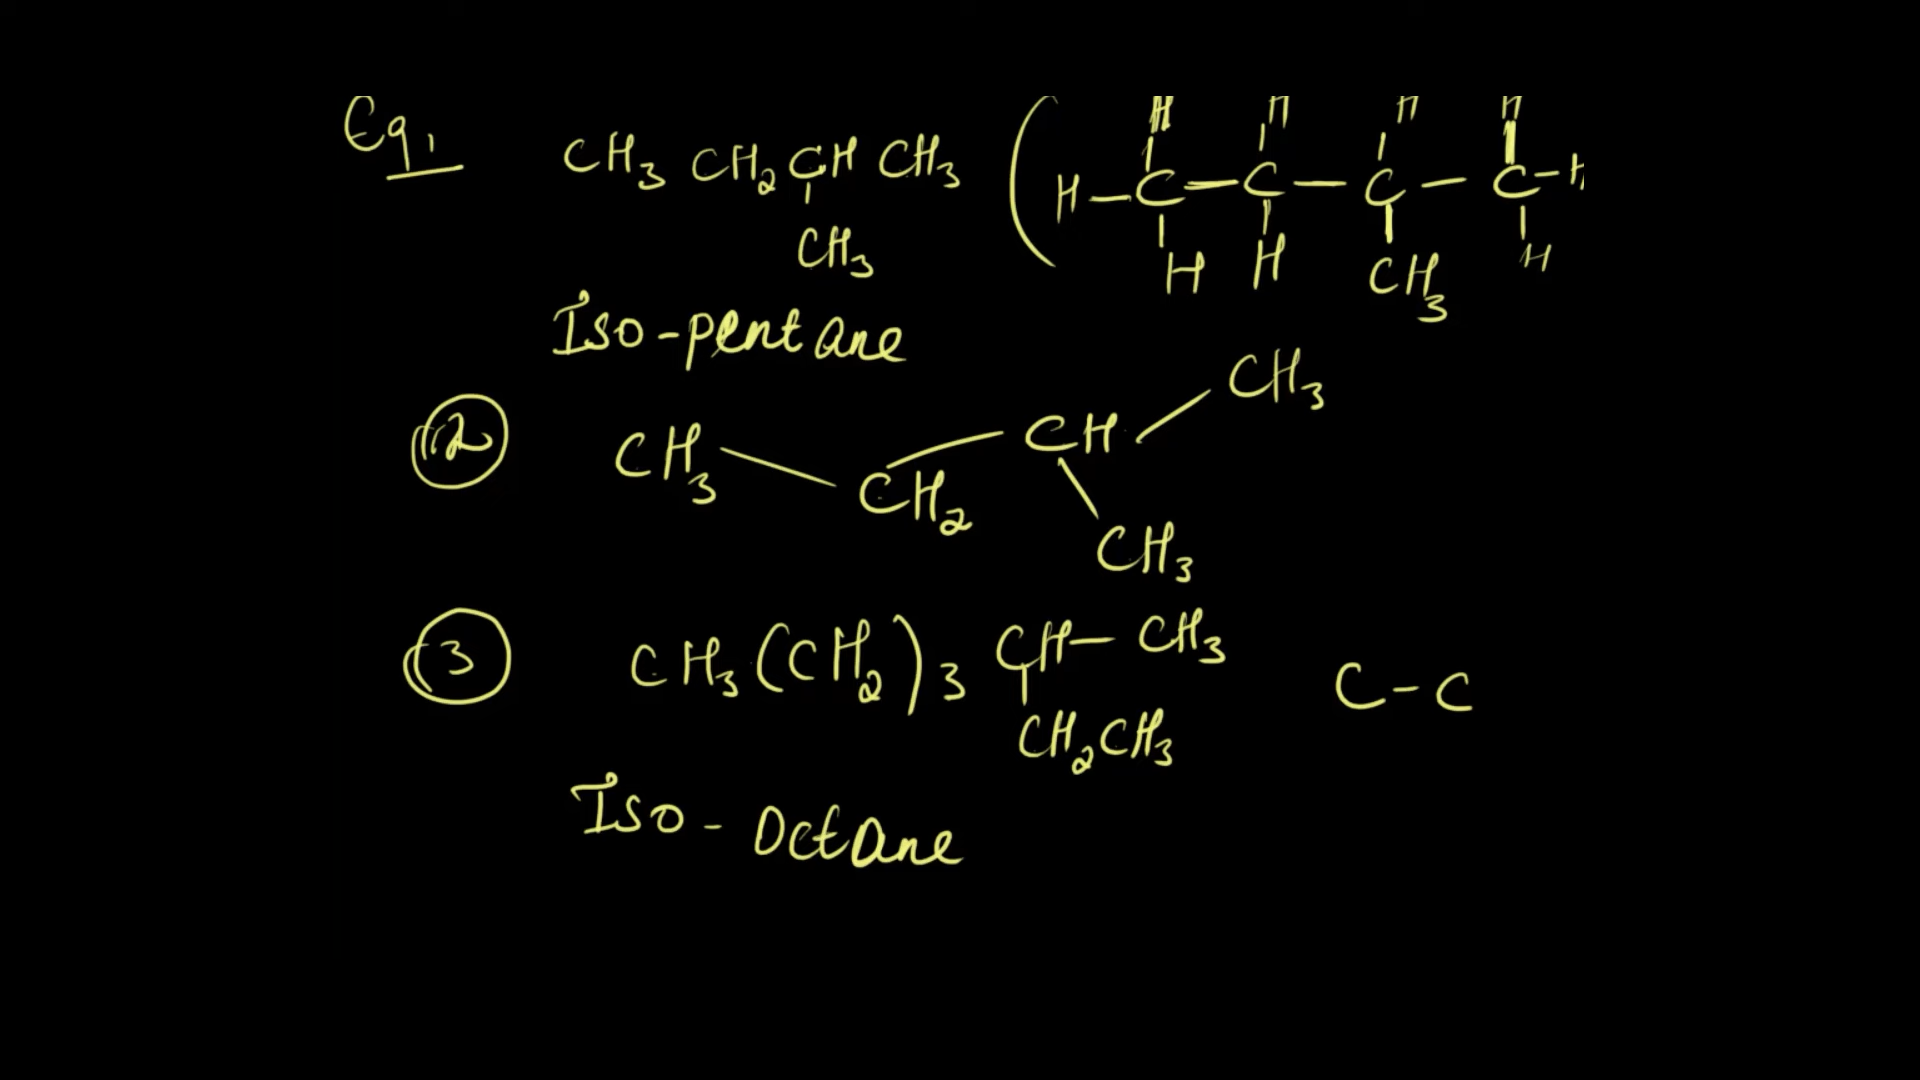 Eg1 CH3 CH2 CH CH3 ( H H H H
H–C–C–C–C–H
CH3 H H CH3 H
Iso-pentane
2 CH3 CH2 CH CH3
CH3
3 CH3(CH2)3 CH–CH3 C–C
CH2CH3
Iso-Octane